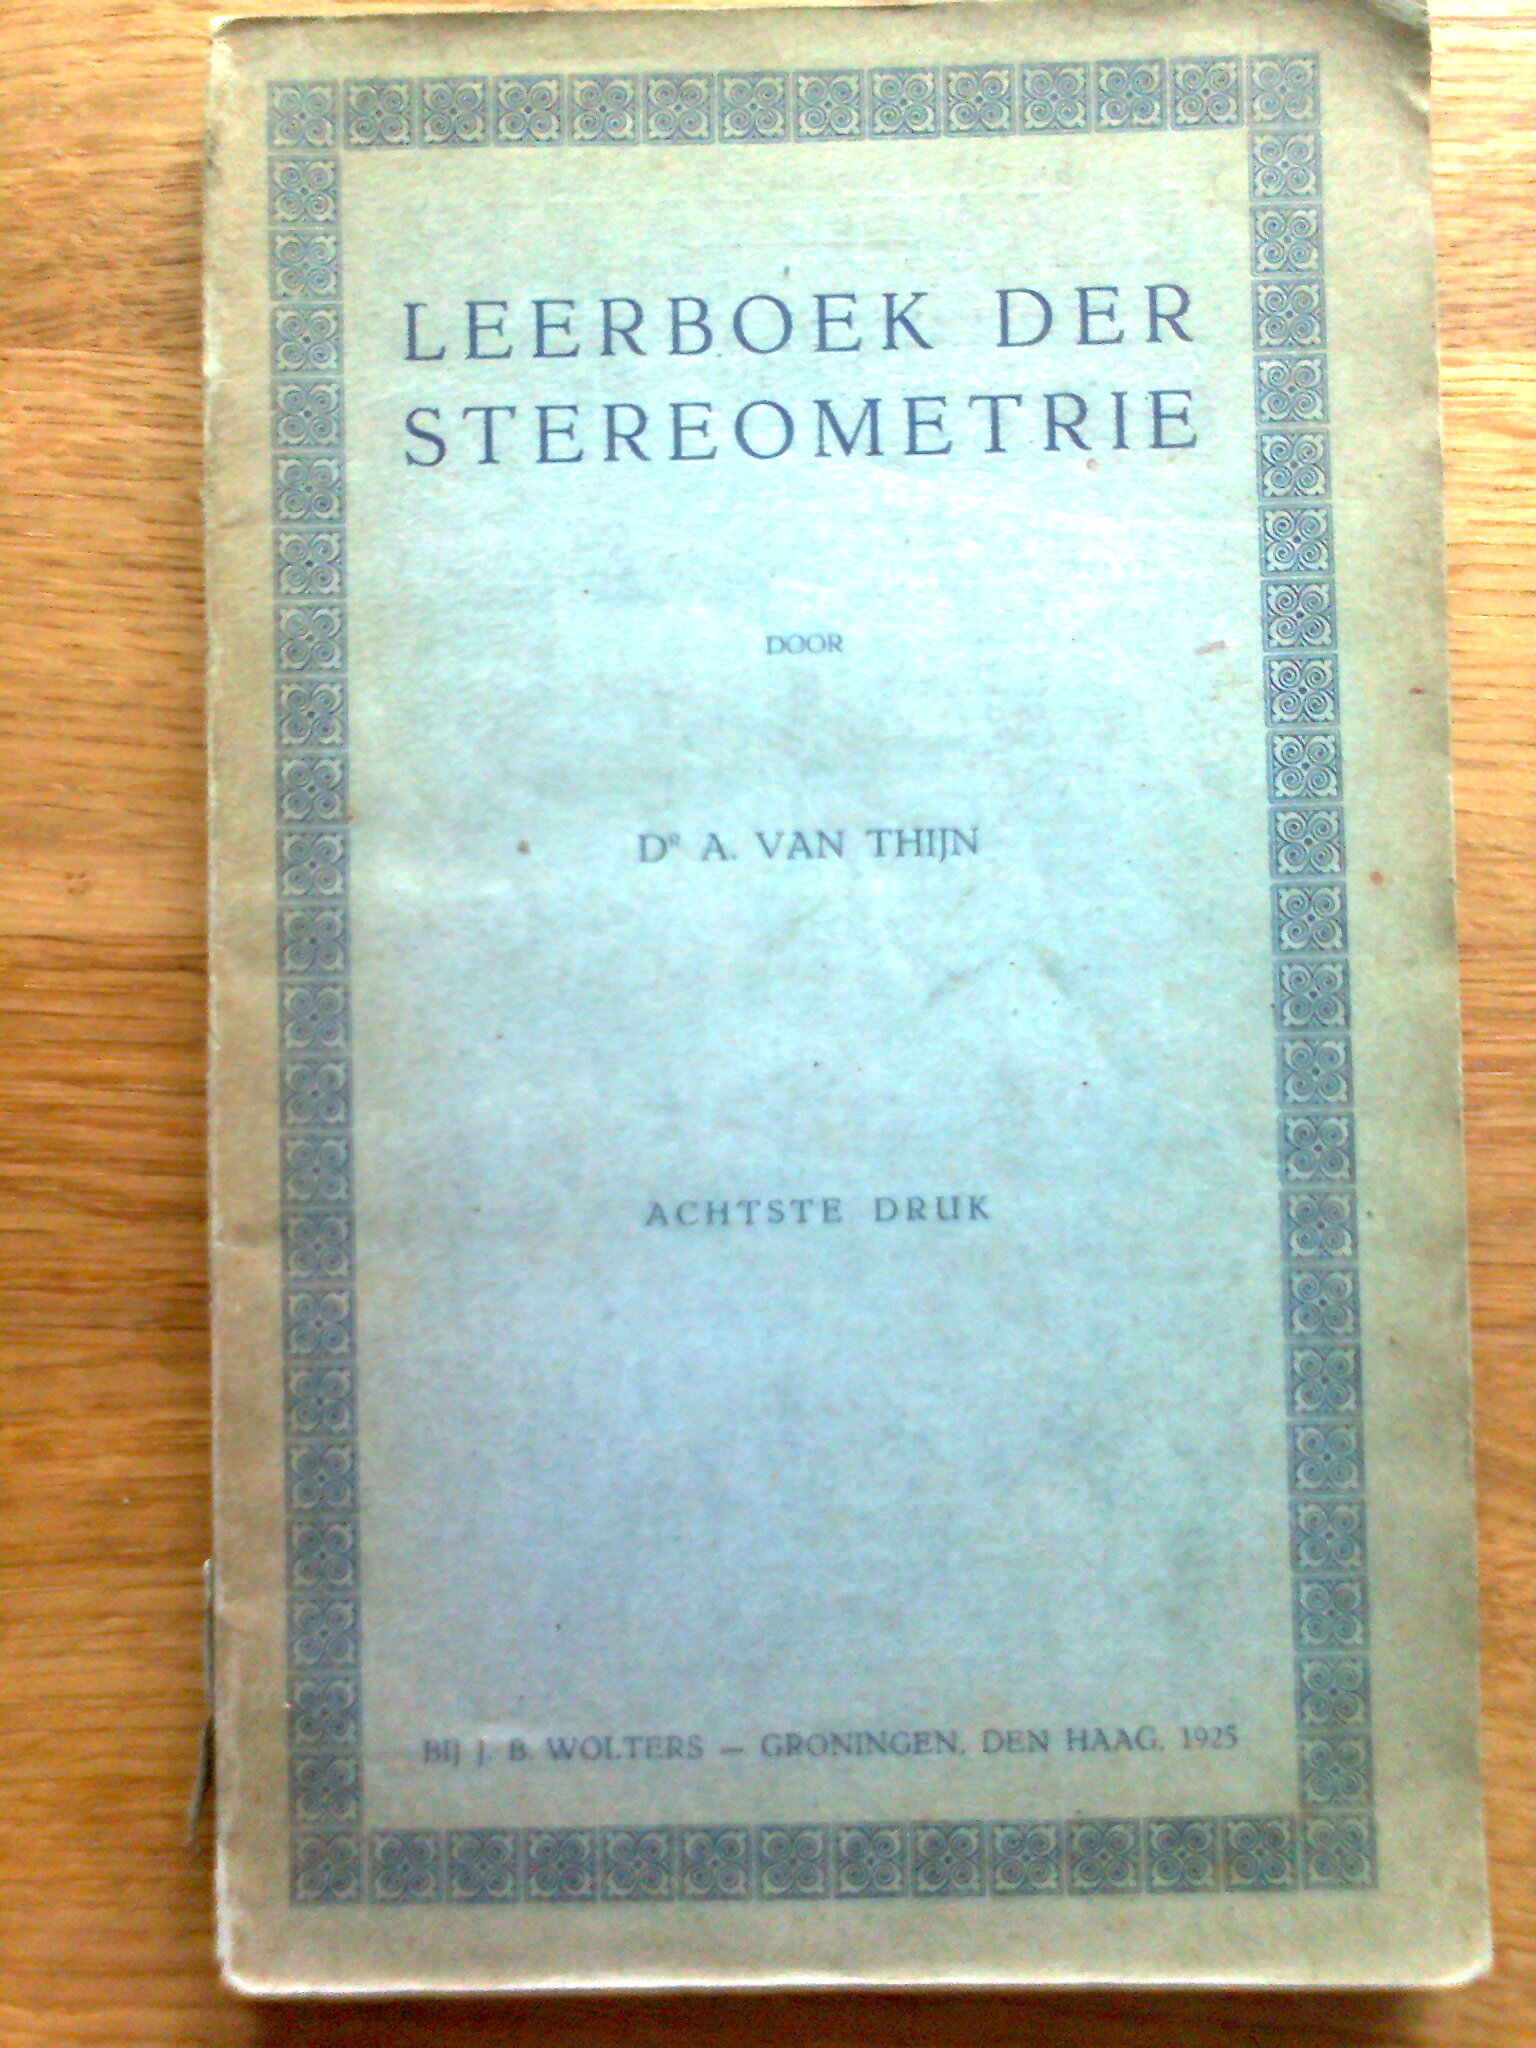 LEERBOEK DER
STEREOMETRIE
DOOR
DR A. VAN THIJN
ACHTSTE DRUK
BIJ J. B. WOLTERS — GRONINGEN, DEN HAAG, 1925